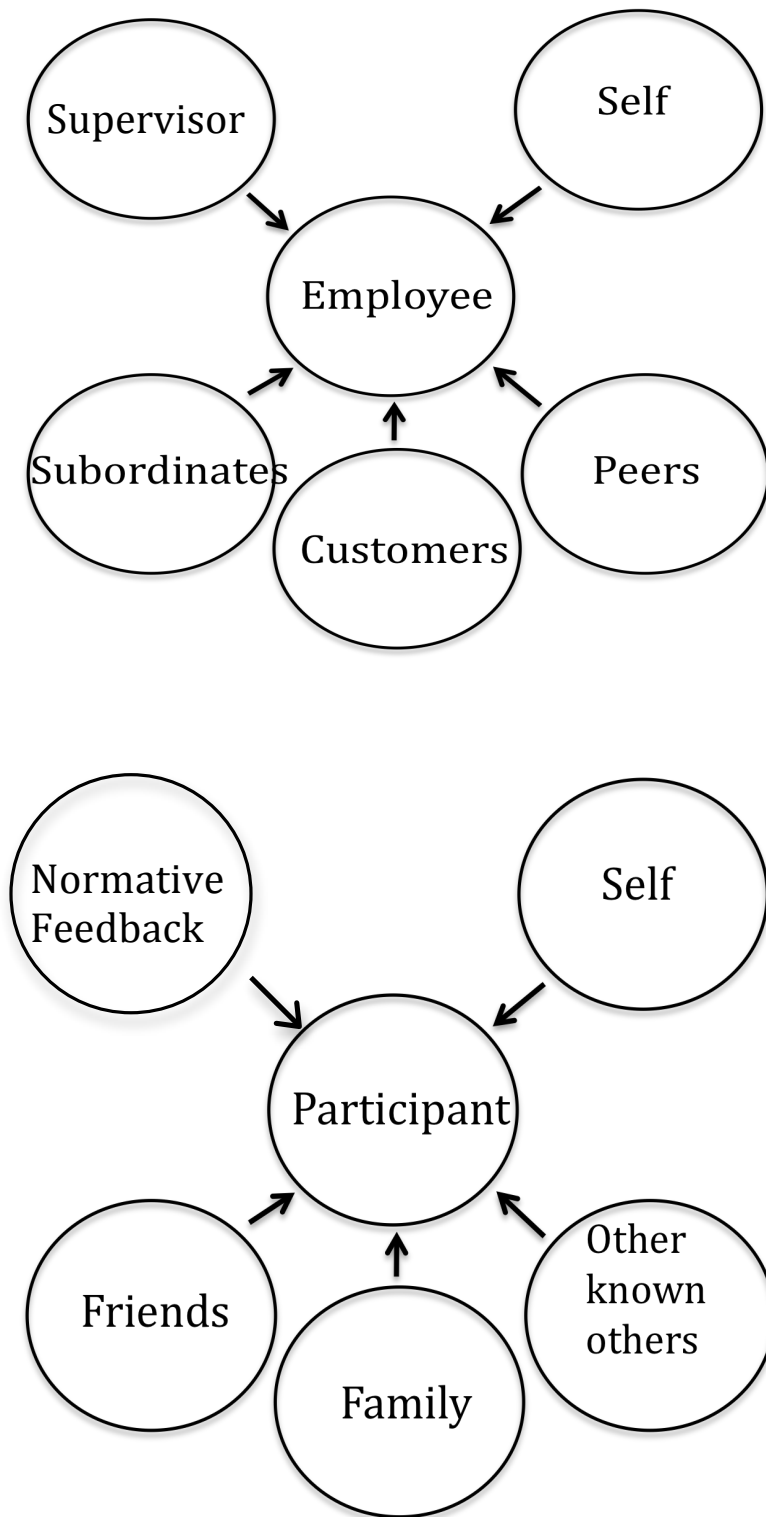 Supervisor
Self
Employee
Subordinates
Peers
Customers
Normative
Feedback
Self
Participant
Friends
Other
known
others
Family